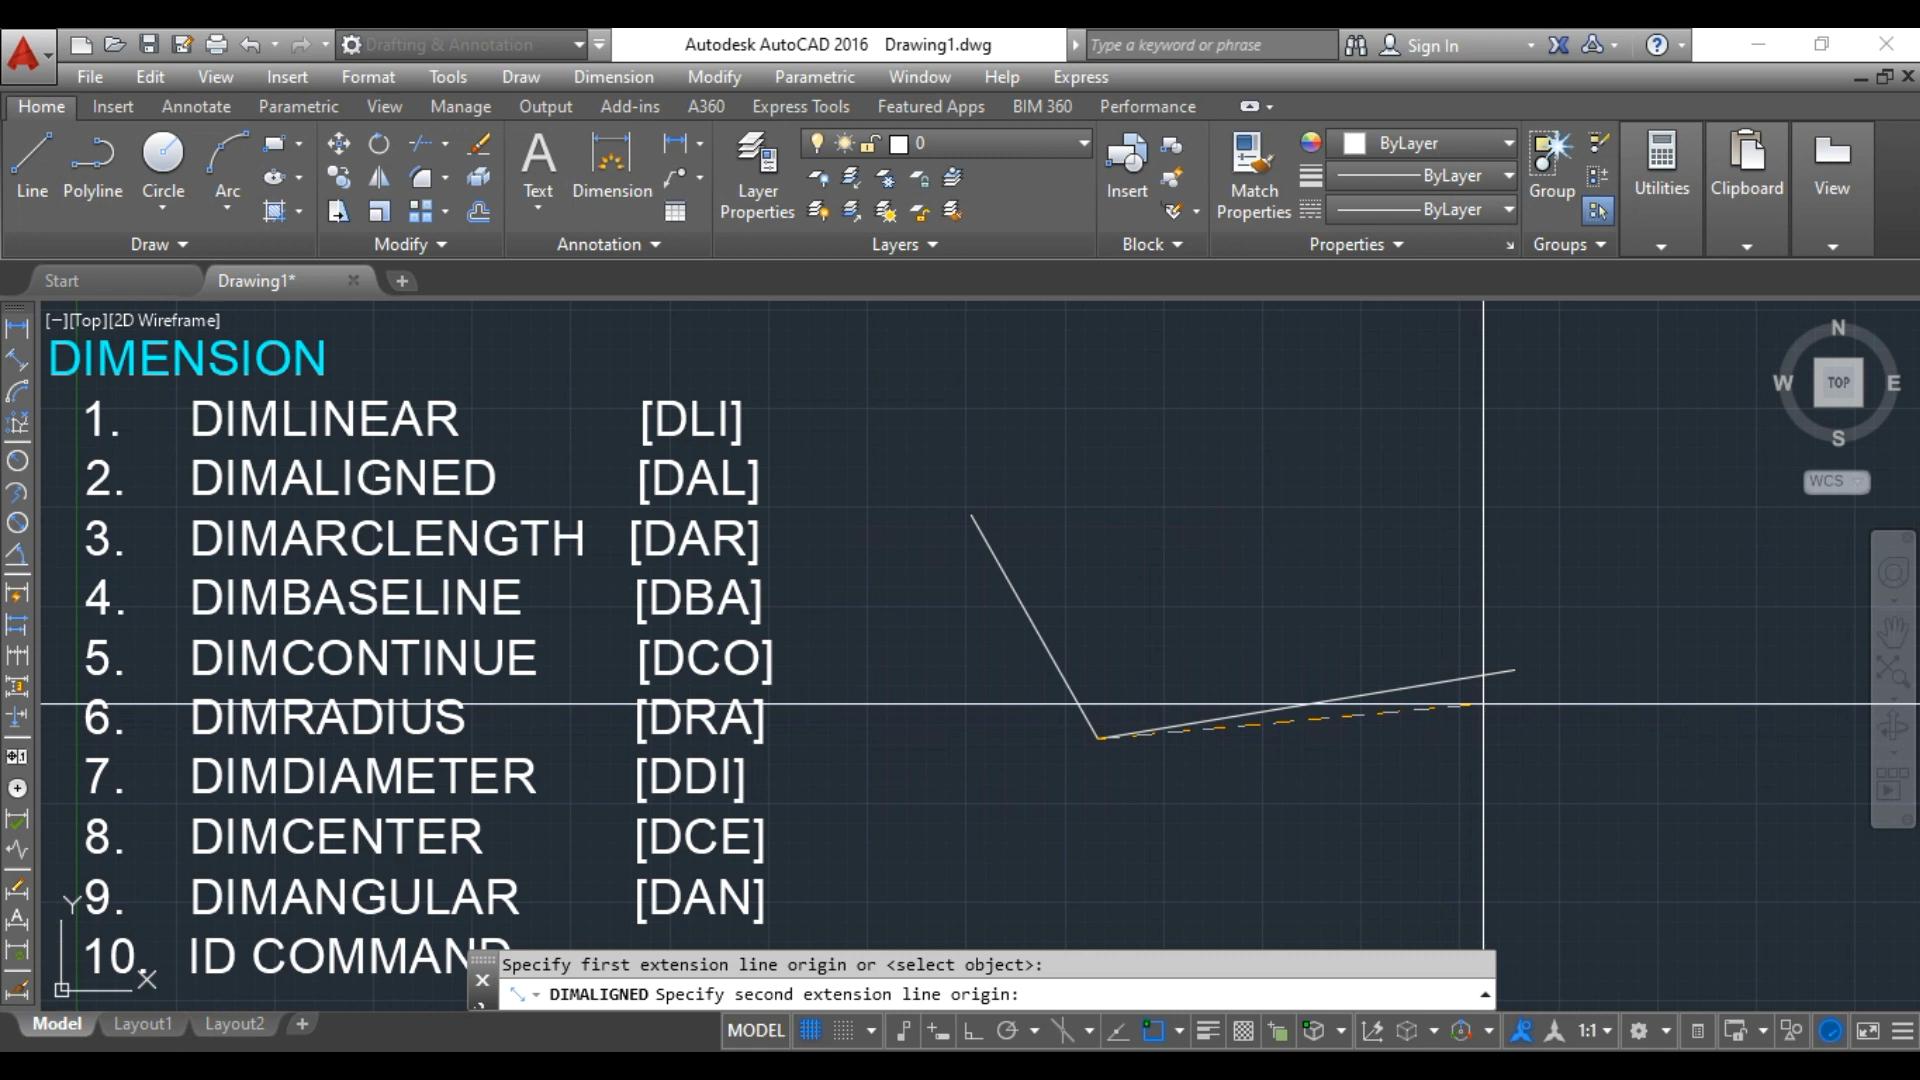 Drafting & Annotation
Autodesk AutoCAD 2016 Drawing1.dwg
Type a keyword or phrase
Sign In
File Edit View Insert Format Tools Draw Dimension Modify Parametric Window Help Express
Home Insert Annotate Parametric View Manage Output Add-ins A360 Express Tools Featured Apps BIM 360 Performance
0
ByLayer
ByLayer
ByLayer
Line Polyline Circle Arc
Text Dimension
Layer Properties
Insert
Match Properties
Group
Utilities Clipboard View
Draw Modify Annotation Layers Block Properties Groups
Start Drawing1*
[−][Top][2D Wireframe]
DIMENSION
1. DIMLINEAR [DLI]
2. DIMALIGNED [DAL]
3. DIMARCLENGTH [DAR]
4. DIMBASELINE [DBA]
5. DIMCONTINUE [DCO]
6. DIMRADIUS [DRA]
7. DIMDIAMETER [DDI]
8. DIMCENTER [DCE]
9. DIMANGULAR [DAN]
10. ID COMMAND
Y
X
N
W TOP E
S
WCS
Specify first extension line origin or <select object>:
DIMALIGNED Specify second extension line origin:
Model Layout1 Layout2
MODEL
1:1